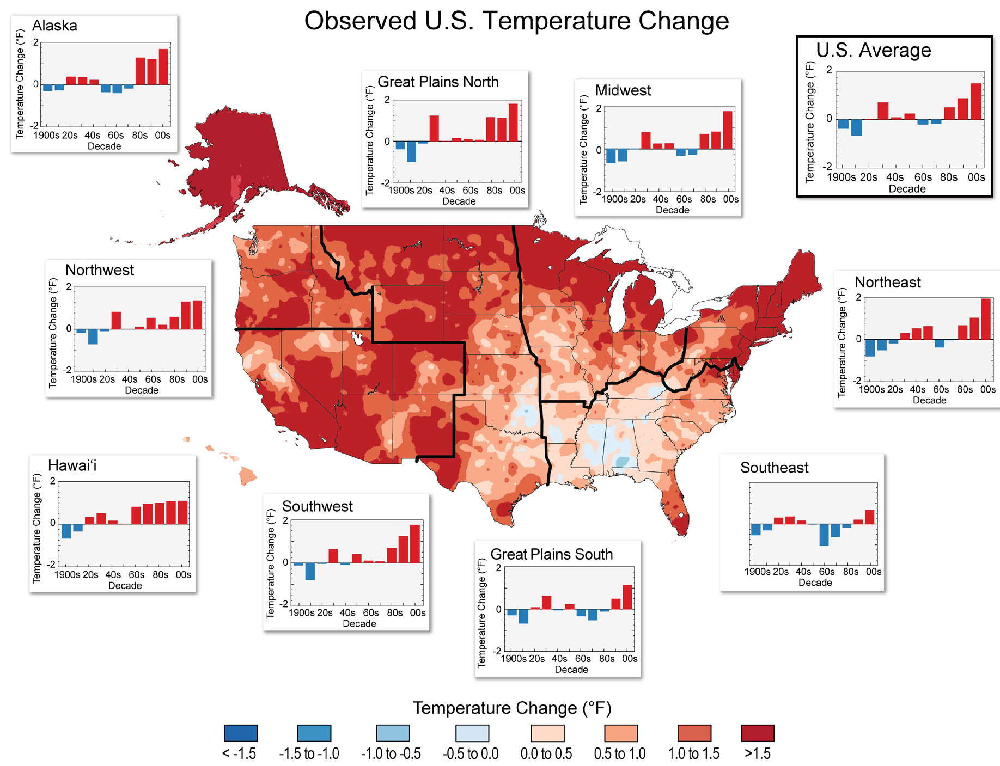 Observed U.S. Temperature Change
Alaska
Temperature Change (°F)
2
0
-2
1900s 20s 40s 60s 80s 00s
Decade
Great Plains North
Temperature Change (°F)
2
0
-2
1900s 20s 40s 60s 80s 00s
Decade
Midwest
Temperature Change (°F)
2
0
-2
1900s 20s 40s 60s 80s 00s
Decade
U.S. Average
Temperature Change (°F)
2
0
-2
1900s 20s 40s 60s 80s 00s
Decade
Northwest
Temperature Change (°F)
2
0
-2
1900s 20s 40s 60s 80s 00s
Decade
Northeast
Temperature Change (°F)
2
0
-2
1900s 20s 40s 60s 80s 00s
Decade
Hawai‘i
Temperature Change (°F)
2
0
-2
1900s 20s 40s 60s 80s 00s
Decade
Southwest
Temperature Change (°F)
2
0
-2
1900s 20s 40s 60s 80s 00s
Decade
Great Plains South
Temperature Change (°F)
2
0
-2
1900s 20s 40s 60s 80s 00s
Decade
Southeast
1900s 20s 40s 60s 80s 00s
Decade
Temperature Change (°F)
< -1.5 -1.5 to -1.0 -1.0 to -0.5 -0.5 to 0.0 0.0 to 0.5 0.5 to 1.0 1.0 to 1.5 >1.5